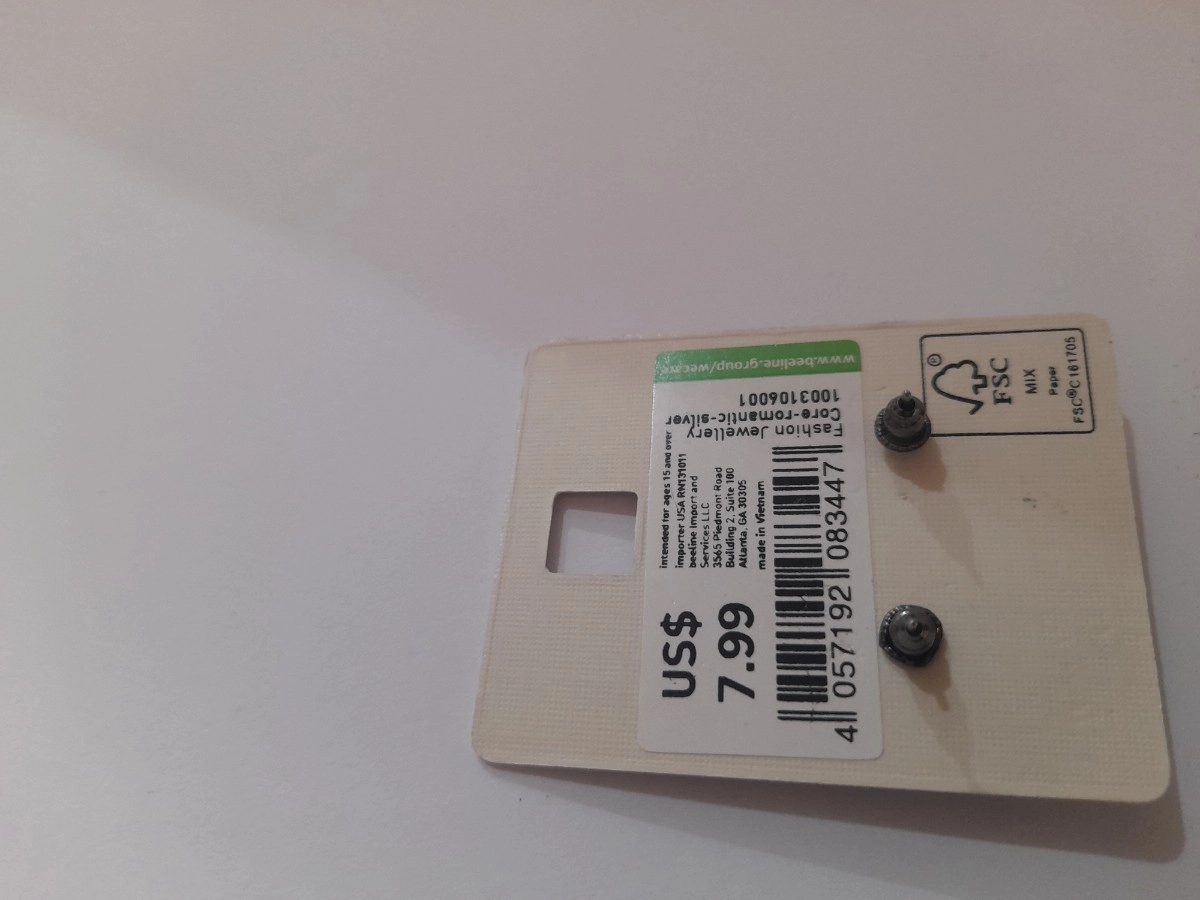 www.beeline.group/wecare
Fashion Jewellery
Core-romantic-silver
1003106001
intended for ages 15 and over
importer USA RN131011
beeline Import and
Services LLC
3565 Piedmont Road
Building 2, Suite 100
Atlanta, GA 30305
made in Vietnam
US$
7.99
4 057192 083447
®
FSC
MIX
Paper
FSC® C161705